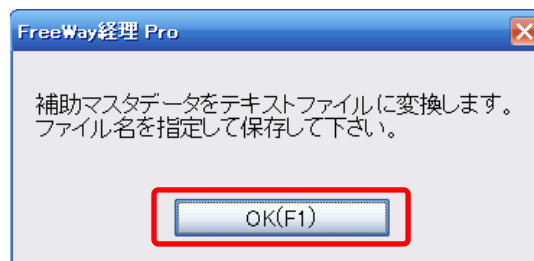 FreeWay経理 Pro
補助マスタデータをテキストファイルに変換します。
ファイル名を指定して保存して下さい。
OK(F1)